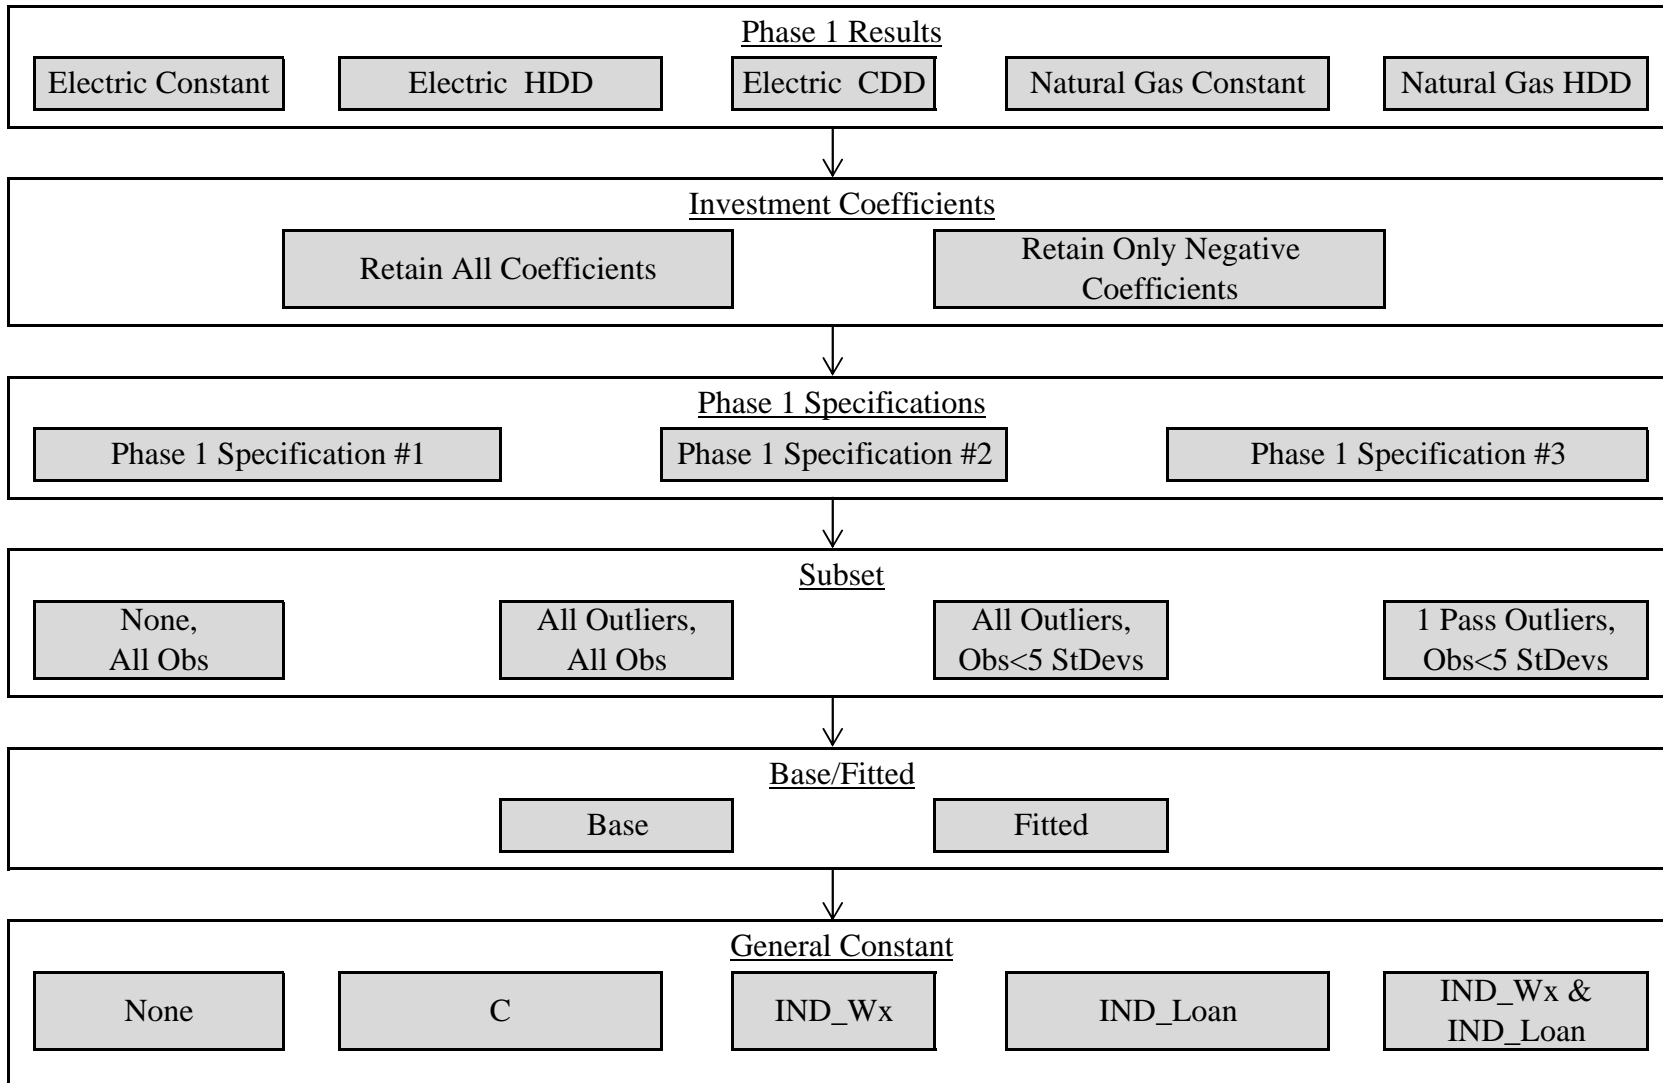 Phase 1 Results
Electric Constant
Electric HDD
Electric CDD
Natural Gas Constant
Natural Gas HDD
Investment Coefficients
Retain All Coefficients
Retain Only Negative
Coefficients
Phase 1 Specifications
Phase 1 Specification #1
Phase 1 Specification #2
Phase 1 Specification #3
Subset
None,
All Obs
All Outliers,
All Obs
All Outliers,
Obs<5 StDevs
1 Pass Outliers,
Obs<5 StDevs
Base/Fitted
Base
Fitted
General Constant
None
C
IND_Wx
IND_Loan
IND_Wx &
IND_Loan